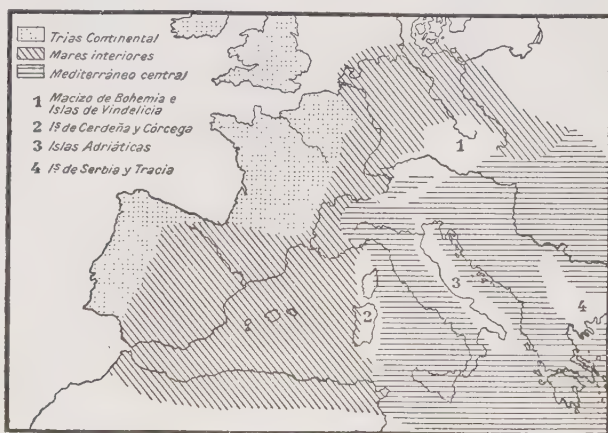 Trías Continental
Mares interiores
Mediterráneo central
1 Macizo de Bohemia e
Islas de Vindelicia
2 Iˢ de Cerdeña y Córcega
3 Islas Adriáticas
4 Iˢ de Serbia y Tracia
1
2
3
4
?